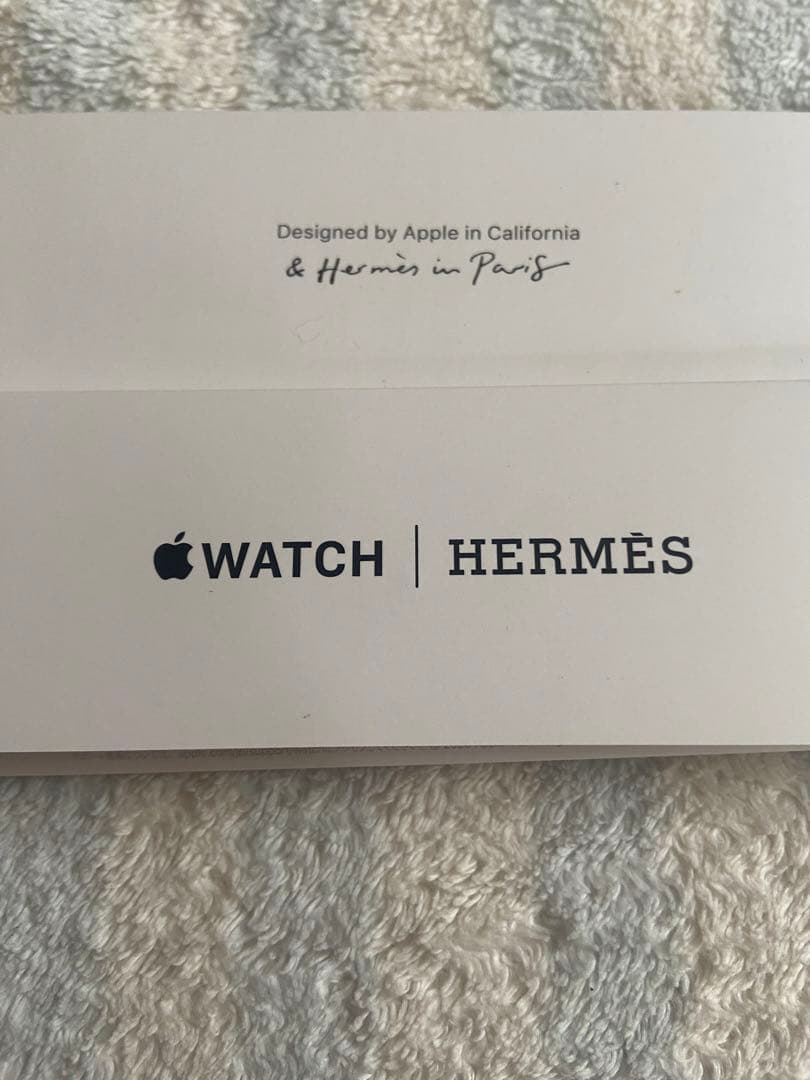 Designed by Apple in California
& Hermès in Paris
WATCH | HERMÈS